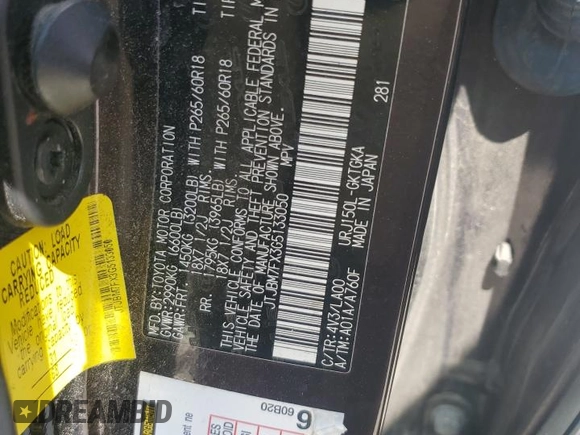 MFD.BY:TOYOTA MOTOR CORPORATION
GVWR:2990KG (6600LB)
GAWR:FRT. 1450KG (3200LB) WITH P265/60R18
18X7 1/2J RIMS,
RR. 1795KG (3965LB) WITH P265/60R18
18X7 1/2J RIMS,
THIS VEHICLE CONFORMS TO ALL APPLICABLE FEDERAL
VEHICLE SAFETY AND THEFT PREVENTION STANDARDS IN
THE DATE OF MANUFACTURE SHOWN ABOVE.
JTJBM7FX3G5133050 MPV
URJ150L-GKTGKA
C/TR:4V3/LA00 MADE IN JAPAN
A/TM:A01A/A760F
281
LOAD
CARRYING CAPACITY
Modifications
JTJBM7FX3G5133050
60B20
DREAMBID